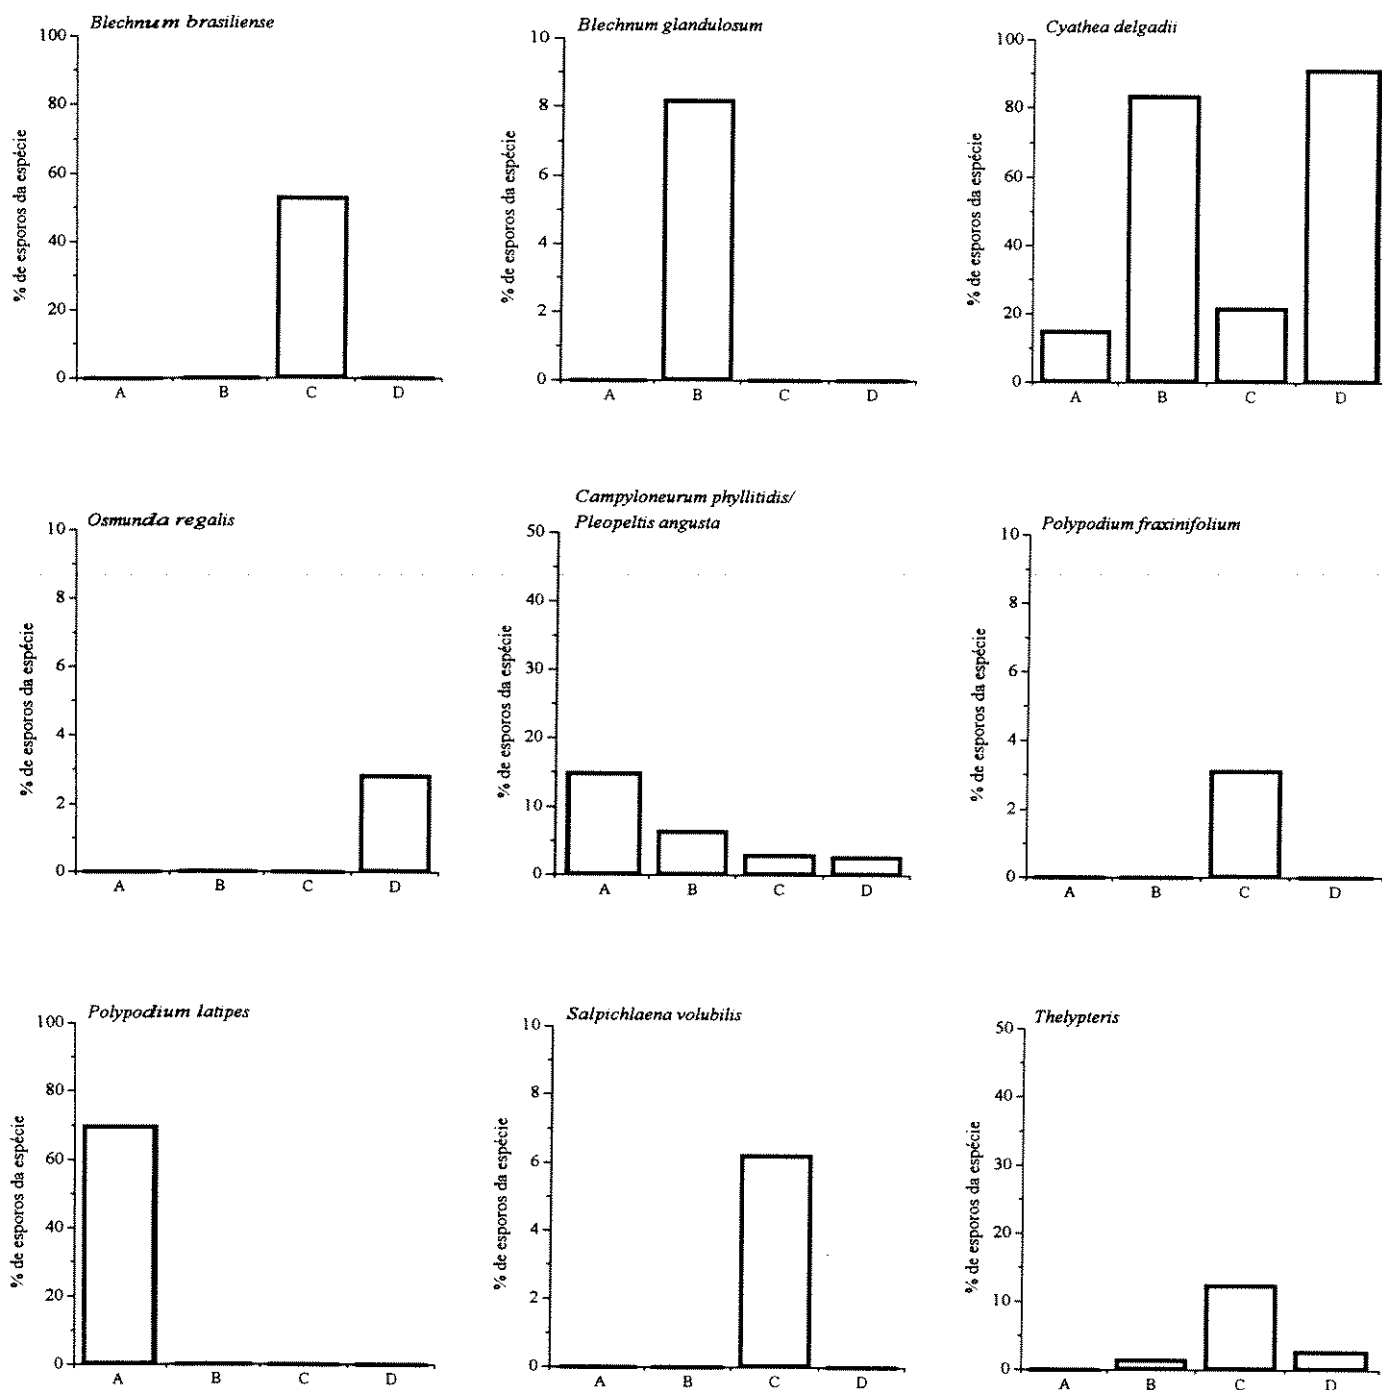 Blechnum brasiliense
100
80
60
40
20
0
% de esporos da espécie
A B C D
Blechnum glandulosum
10
8
6
4
2
0
% de esporos da espécie
A B C D
Cyathea delgadii
100
80
60
40
20
0
% de esporos da espécie
A B C D
Osmunda regalis
10
8
6
4
2
0
% de esporos da espécie
A B C D
Campyloneurum phyllitidis/
Pleopeltis angusta
50
40
30
20
10
0
% de esporos da espécie
A B C D
Polypodium fraxinifolium
10
8
6
4
2
0
% de esporos da espécie
A B C D
Polypodium latipes
100
80
60
40
20
0
% de esporos da espécie
A B C D
Salpichlaena volubilis
10
8
6
4
2
0
% de esporos da espécie
A B C D
Thelypteris
50
40
30
20
10
0
% de esporos da espécie
A B C D